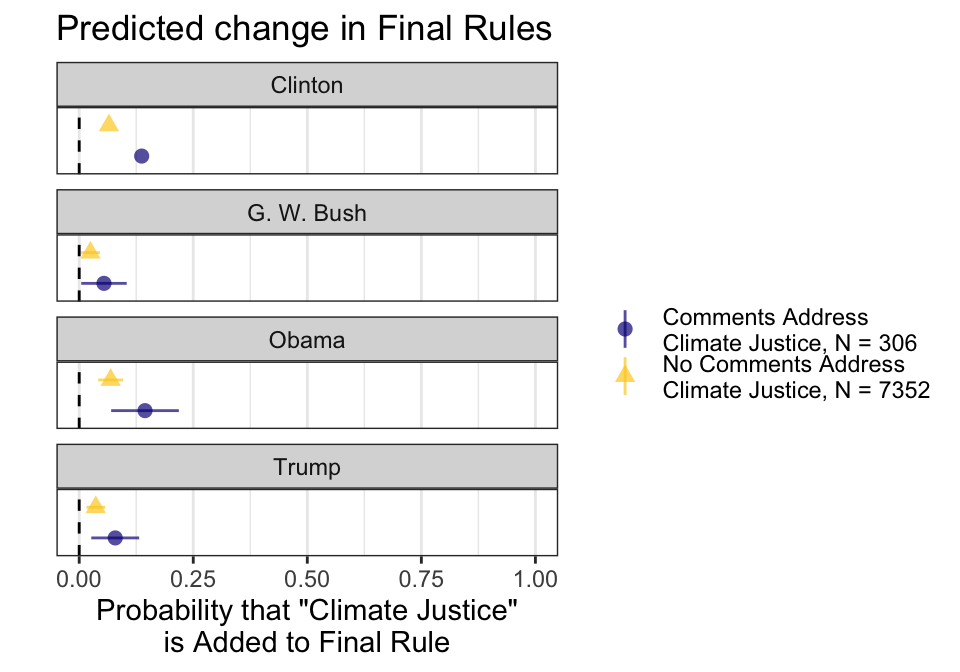 Predicted change in Final Rules
Clinton
G. W. Bush
Obama
Trump
0.00 0.25 0.50 0.75 1.00
Probability that "Climate Justice"
is Added to Final Rule
Comments Address
Climate Justice, N = 306
No Comments Address
Climate Justice, N = 7352